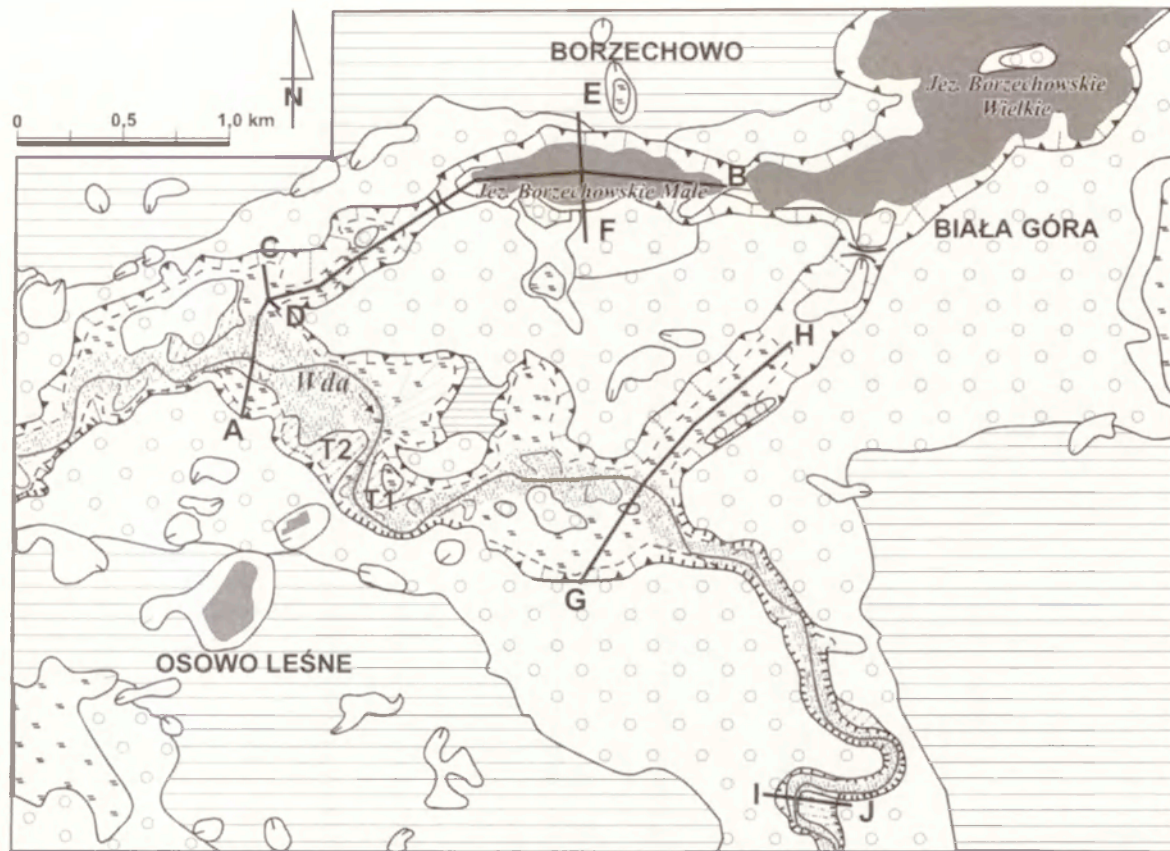 BORZECHOWO
N
E
Jez. Borzechowskie
Wielkie
0 0,5 1,0 km
B
Jez. Borzechowskie Małe
F
BIAŁA GÓRA
C
D
H
Wda
A
T2
T1
G
OSOWO LEŚNE
I
J